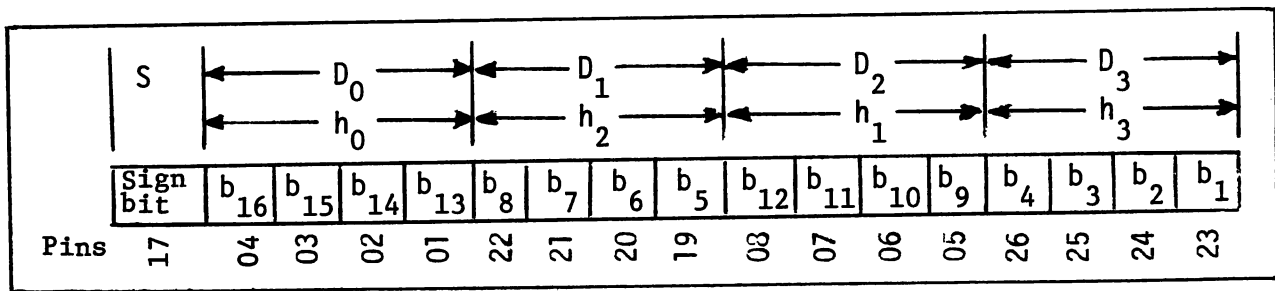 S D₀ D₁ D₂ D₃
h₀ h₂ h₁ h₃
Sign bit b₁₆ b₁₅ b₁₄ b₁₃ b₈ b₇ b₆ b₅ b₁₂ b₁₁ b₁₀ b₉ b₄ b₃ b₂ b₁
Pins 17 04 03 02 01 22 21 20 19 08 07 06 05 26 25 24 23